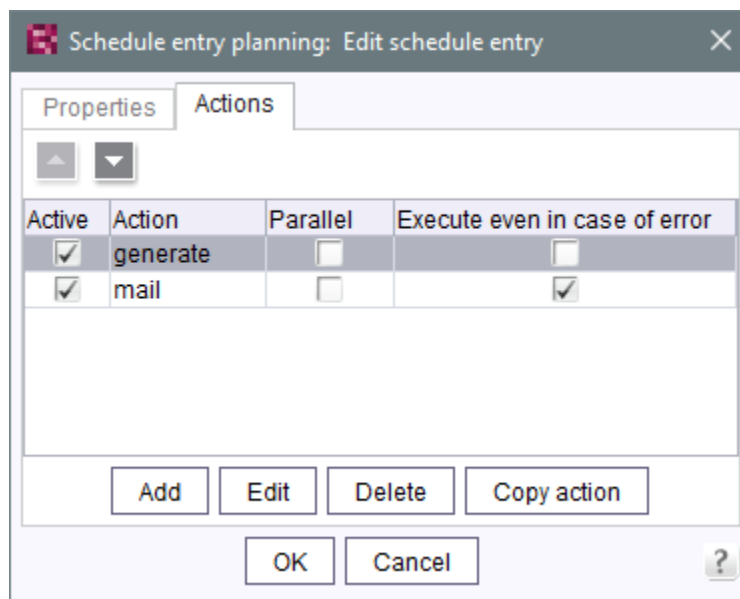 Schedule entry planning: Edit schedule entry
Properties Actions
Active Action Parallel Execute even in case of error
generate
mail
Add Edit Delete Copy action
OK Cancel ?